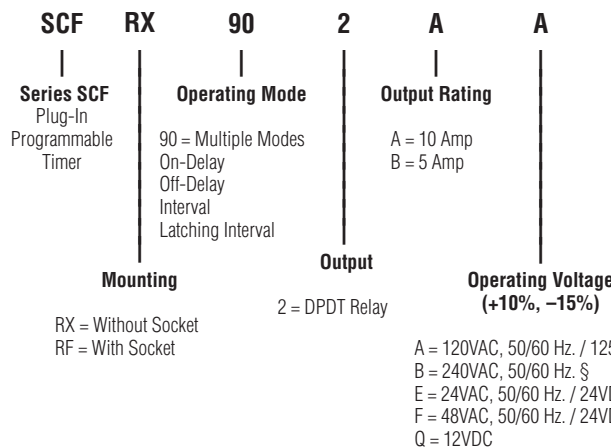 SCF RX 90 2 A A
Series SCF
Plug-In
Programmable
Timer
Operating Mode
90 = Multiple Modes
On-Delay
Off-Delay
Interval
Latching Interval
Output Rating
A = 10 Amp
B = 5 Amp
Mounting
RX = Without Socket
RF = With Socket
Output
2 = DPDT Relay
Operating Voltage
(+10%, –15%)
A = 120VAC, 50/60 Hz. / 125
B = 240VAC, 50/60 Hz. §
E = 24VAC, 50/60 Hz. / 24V
F = 48VAC, 50/60 Hz. / 24V
Q = 12VDC